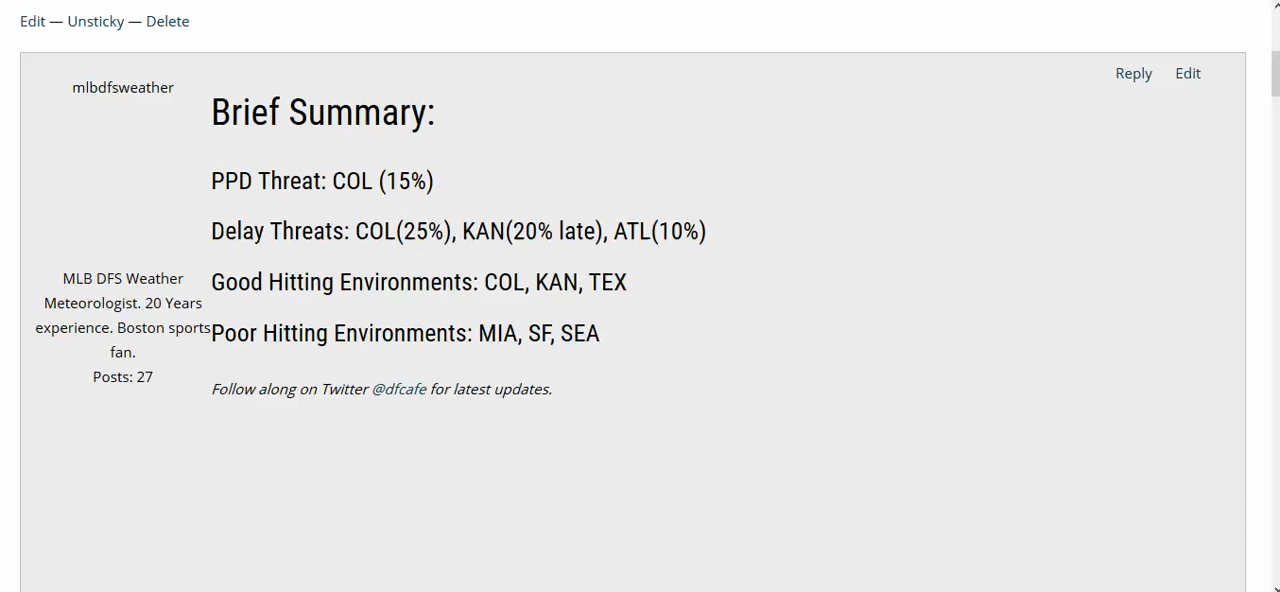 Edit — Unsticky — Delete
Reply Edit
mlbdfsweather
Brief Summary:
PPD Threat: COL (15%)
Delay Threats: COL(25%), KAN(20% late), ATL(10%)
Good Hitting Environments: COL, KAN, TEX
Poor Hitting Environments: MIA, SF, SEA
Follow along on Twitter @dfcafe for latest updates.
MLB DFS Weather
Meteorologist. 20 Years
experience. Boston sports
fan.
Posts: 27